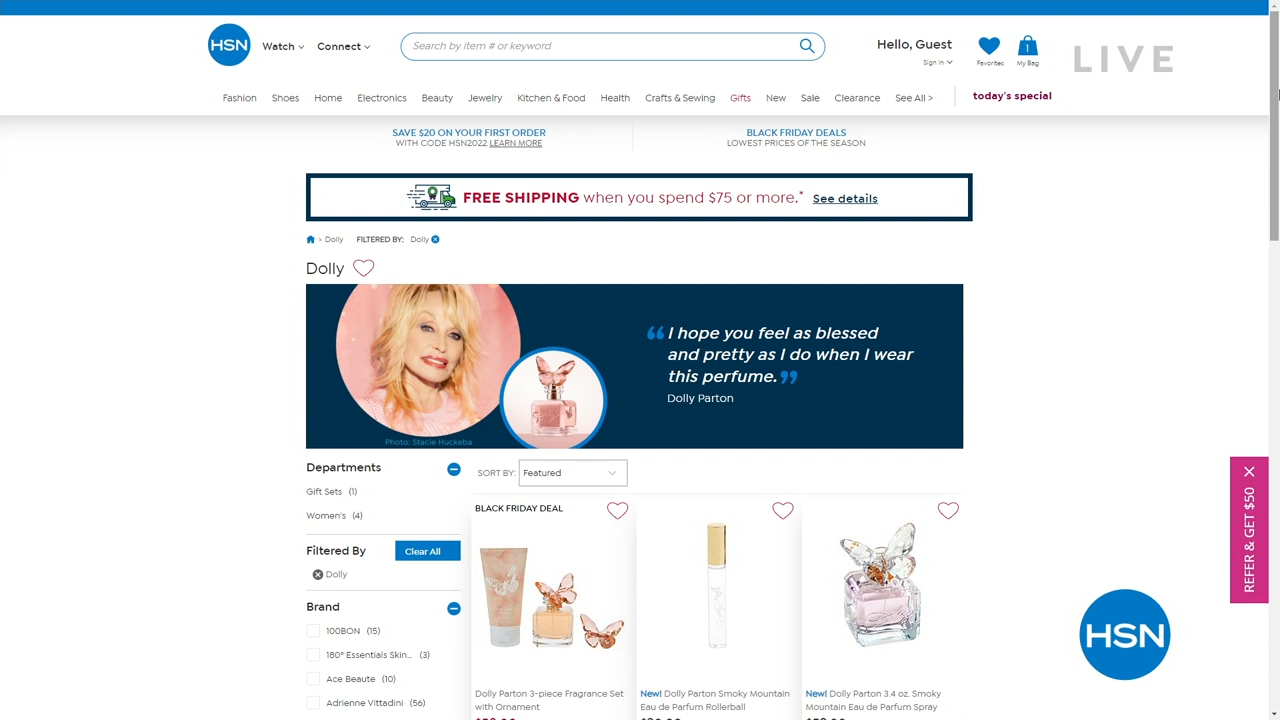 HSN
Watch
Connect
Search by item # or keyword
Hello, Guest
Sign In
Favorites
1
My Bag
LIVE
Fashion
Shoes
Home
Electronics
Beauty
Jewelry
Kitchen & Food
Health
Crafts & Sewing
Gifts
New
Sale
Clearance
See All >
today's special
SAVE $20 ON YOUR FIRST ORDER
WITH CODE HSN2022 LEARN MORE
BLACK FRIDAY DEALS
LOWEST PRICES OF THE SEASON
FREE SHIPPING when you spend $75 or more.* See details
> Dolly FILTERED BY: Dolly
Dolly
“ I hope you feel as blessed
and pretty as I do when I wear
this perfume. ”
Dolly Parton
Photo: Stacie Huckeba
Departments
Gift Sets (1)
Women's (4)
Filtered By
Clear All
Dolly
Brand
100BON (15)
180° Essentials Skin... (3)
Ace Beaute (10)
Adrienne Vittadini (56)
SORT BY: Featured
BLACK FRIDAY DEAL
Dolly Parton 3-piece Fragrance Set
with Ornament
New! Dolly Parton Smoky Mountain
Eau de Parfum Rollerball
New! Dolly Parton 3.4 oz. Smoky
Mountain Eau de Parfum Spray
REFER & GET $50
HSN